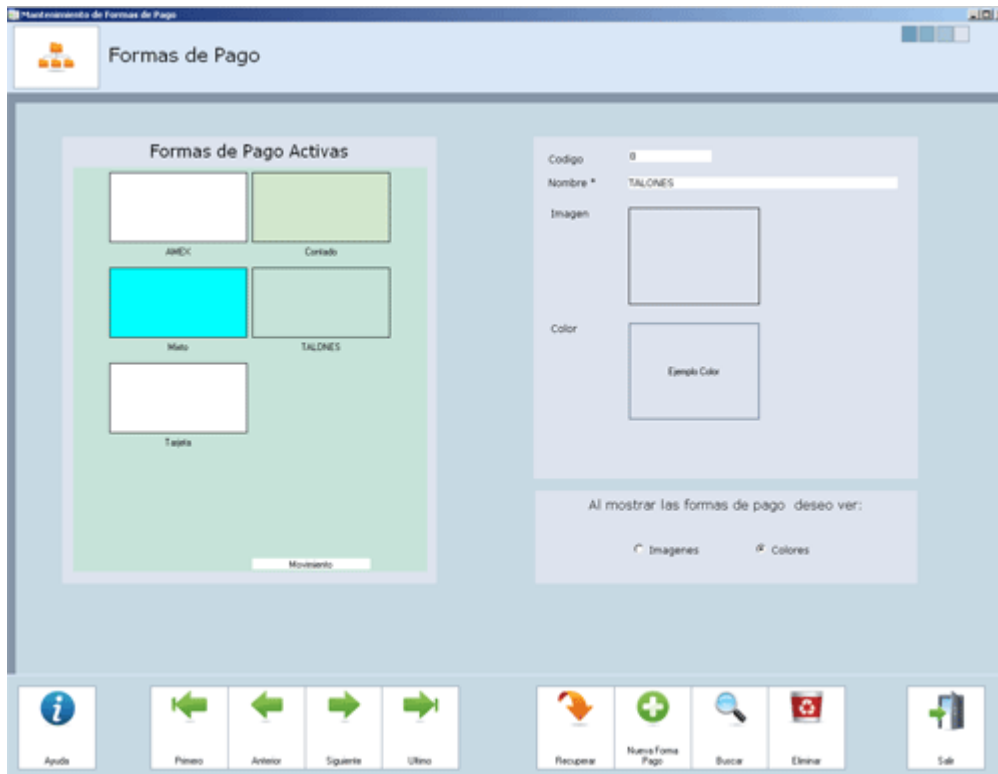 Mantenimiento de Formas de Pago
Formas de Pago
Formas de Pago Activas
AMEX
Contado
Mixto
TALONES
Tarjeta
Movimiento
Codigo
8
Nombre *
TALONES
Imagen
Color
Ejemplo Color
Al mostrar las formas de pago deseo ver:
Imagenes
Colores
Ayuda
Primero
Anterior
Siguiente
Ultimo
Recuperar
Nueva Forma
Pago
Buscar
Eliminar
Salir